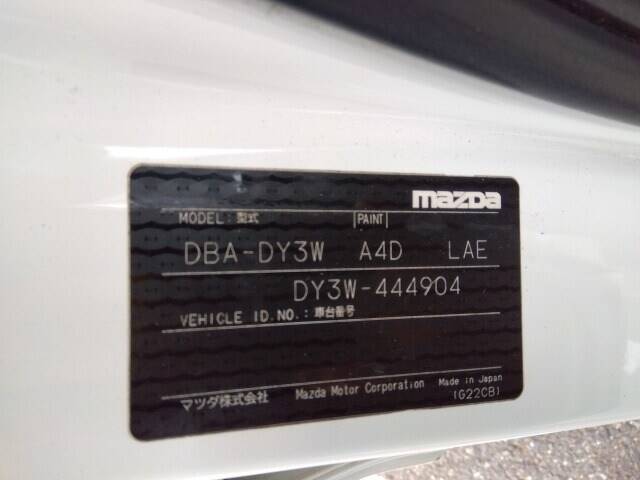 mazda
MODEL: 型式 PAINT
DBA-DY3W A4D LAE
DY3W-444904
VEHICLE ID.NO.: 車台番号
マツダ株式会社 Mazda Motor Corporation Made in Japan
(G22CB)